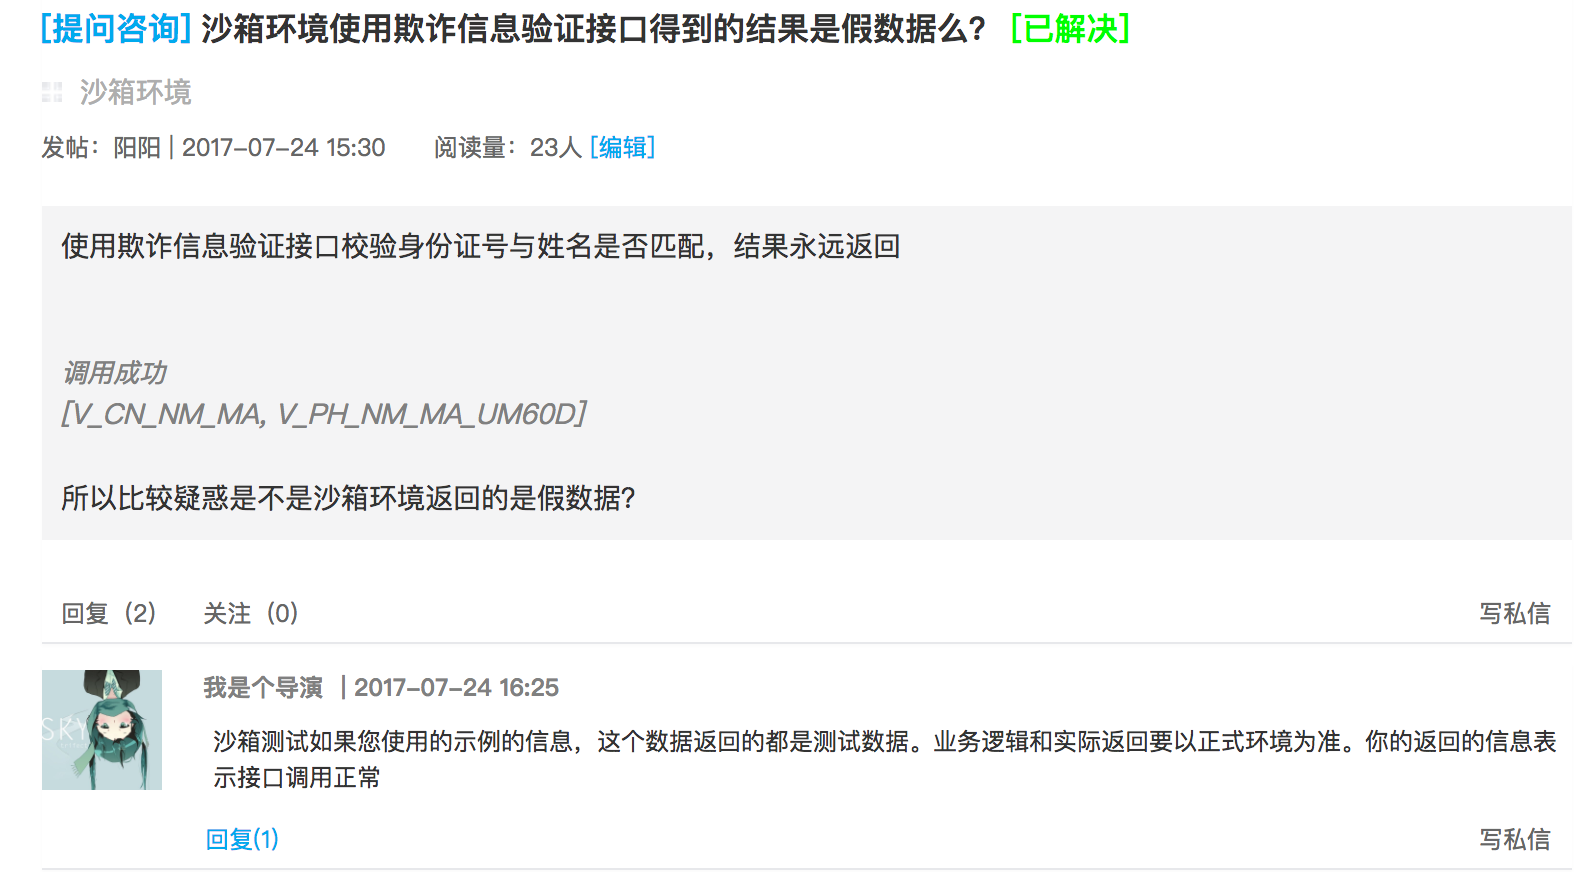 [提问咨询] 沙箱环境使用欺诈信息验证接口得到的结果是假数据么? [已解决]
沙箱环境
发帖：阳阳 | 2017-07-24 15:30 阅读量：23人 [编辑]
使用欺诈信息验证接口校验身份证号与姓名是否匹配，结果永远返回
调用成功
[V_CN_NM_MA, V_PH_NM_MA_UM60D]
所以比较疑惑是不是沙箱环境返回的是假数据?
回复（2） 关注（0） 写私信
SKY
我是个导演 | 2017-07-24 16:25
沙箱测试如果您使用的示例的信息，这个数据返回的都是测试数据。业务逻辑和实际返回要以正式环境为准。你的返回的信息表
示接口调用正常
回复(1) 写私信